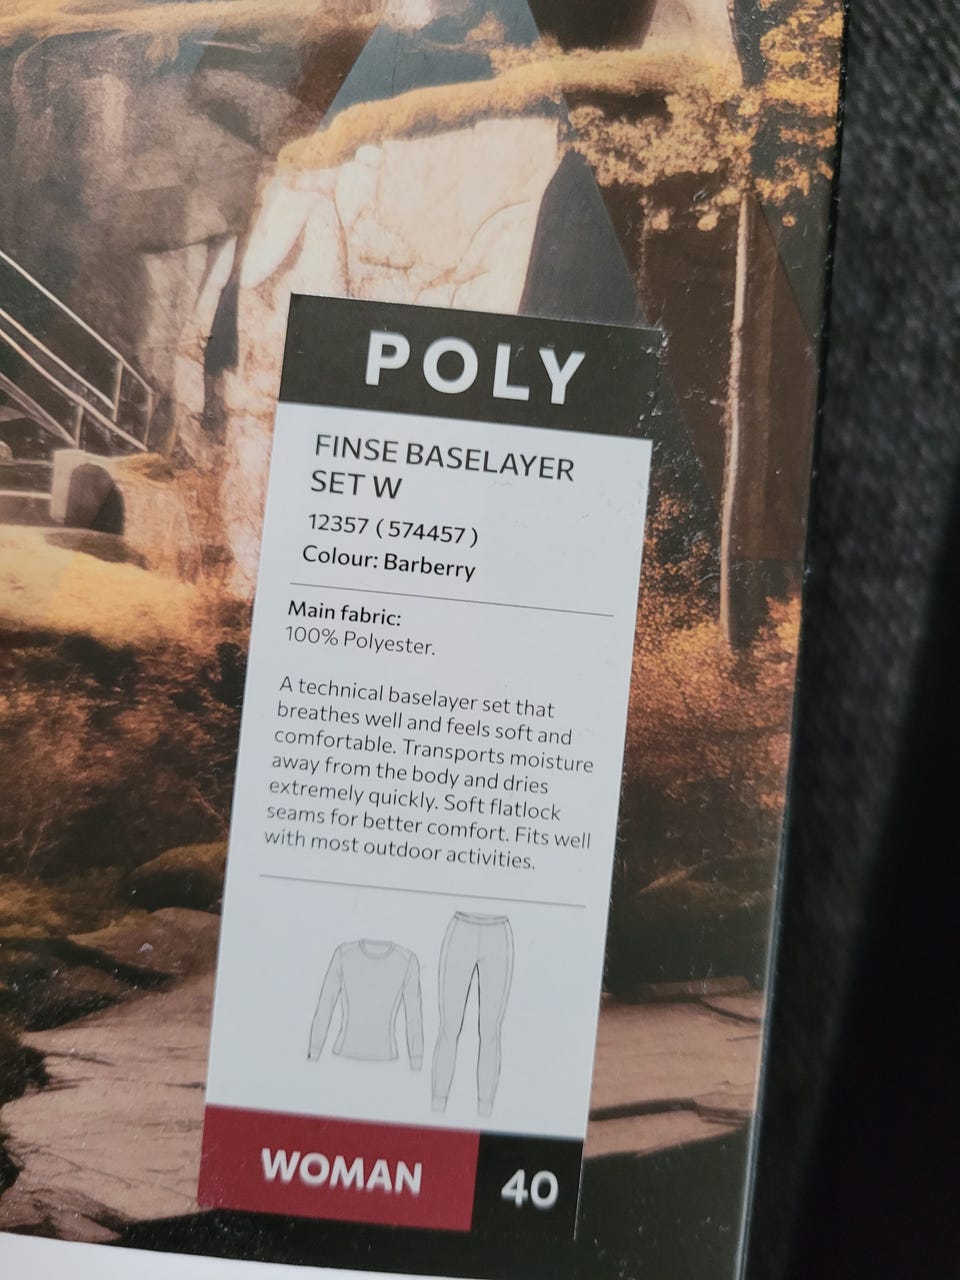 POLY
FINSE BASELAYER
SET W
12357 ( 574457 )
Colour: Barberry
Main fabric:
100% Polyester.
A technical baselayer set that
breathes well and feels soft and
comfortable. Transports moisture
away from the body and dries
extremely quickly. Soft flatlock
seams for better comfort. Fits well
with most outdoor activities.
WOMAN 40